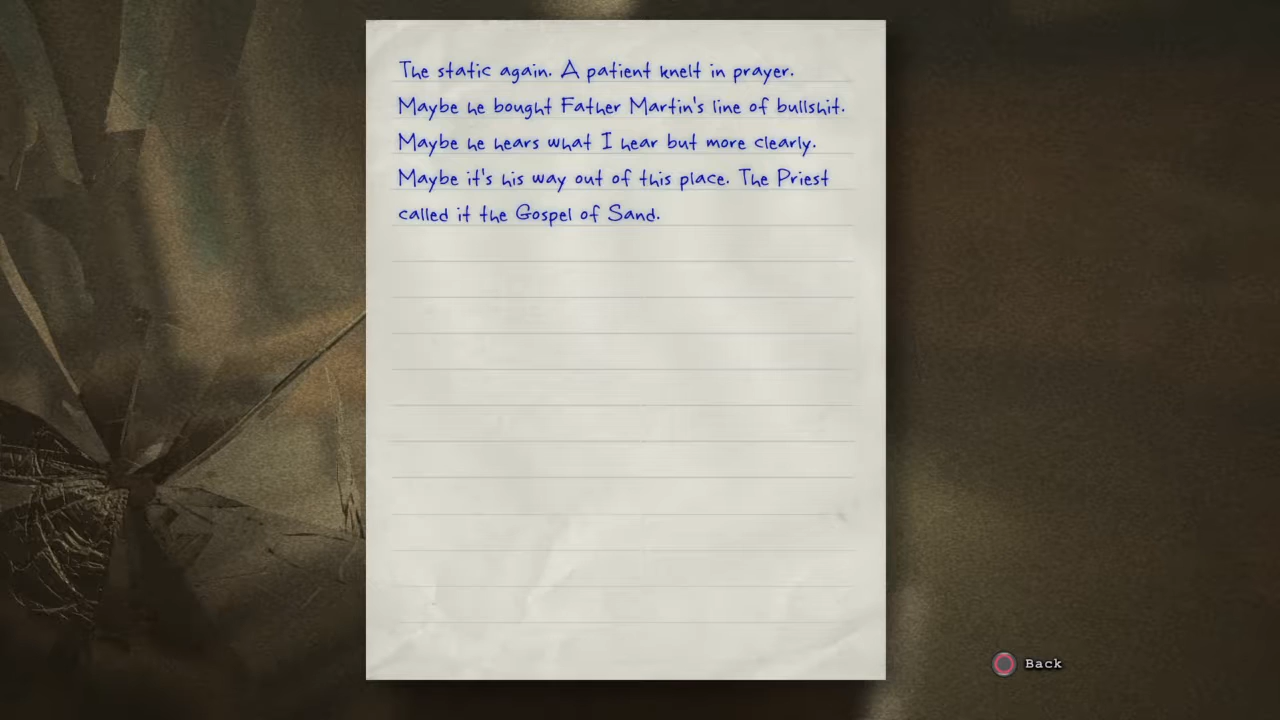 The static again. A patient knelt in prayer.
Maybe he bought Father Martin's line of bullshit.
Maybe he hears what I hear but more clearly.
Maybe it's his way out of this place. The Priest
called it the Gospel of Sand.
Back